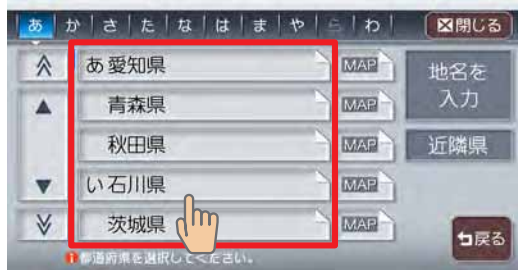 あ か さ た な は ま や ら わ 閉じる
あ 愛知県 MAP 地名を入力
青森県 MAP
秋田県 MAP 近隣県
い 石川県 MAP
茨城県 MAP 戻る
都道府県を選択してください。